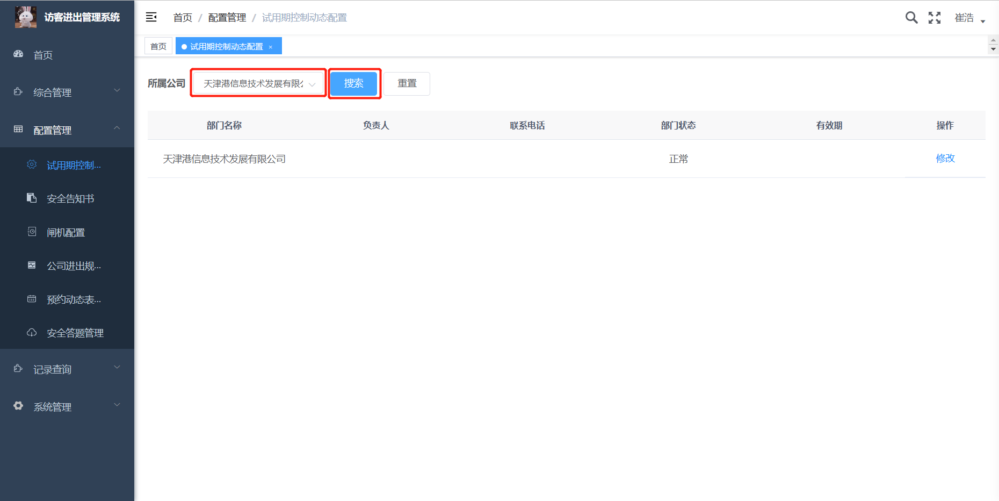 访客进出管理系统
首页 / 配置管理 / 试用期控制动态配置
崔浩
首页
试用期控制动态配置 ×
首页
综合管理
配置管理
试用期控制...
安全告知书
闸机配置
公司进出规...
预约动态表...
安全答题管理
记录查询
系统管理
所属公司
天津港信息技术发展有限公
搜索
重置
部门名称 负责人 联系电话 部门状态 有效期 操作
天津港信息技术发展有限公司 正常 修改